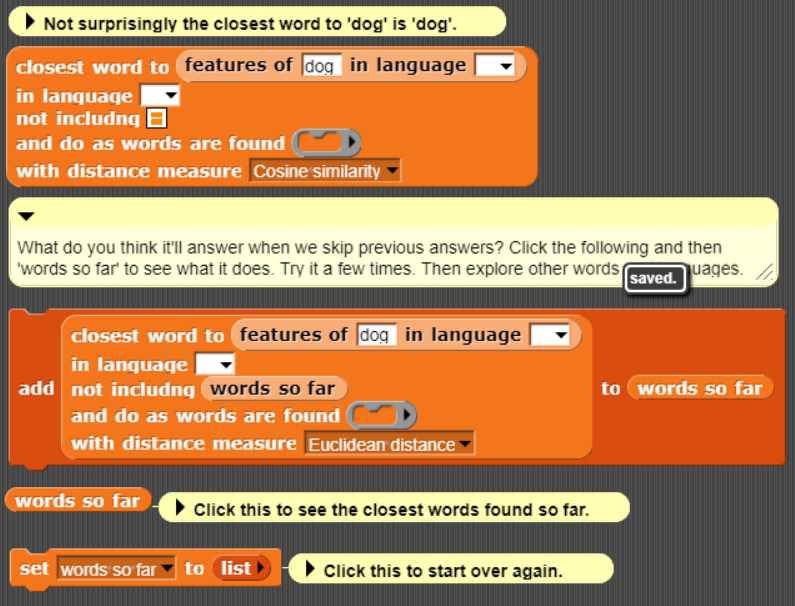 Not surprisingly the closest word to 'dog' is 'dog'.
closest word to features of dog in language
in language
not includng
and do as words are found
with distance measure Cosine similarity
What do you think it'll answer when we skip previous answers? Click the following and then
'words so far' to see what it does. Try it a few times. Then explore other words uages.
saved.
closest word to features of dog in language
in language
add not includng words so far to words so far
and do as words are found
with distance measure Euclidean distance
words so far Click this to see the closest words found so far.
set words so far to list Click this to start over again.